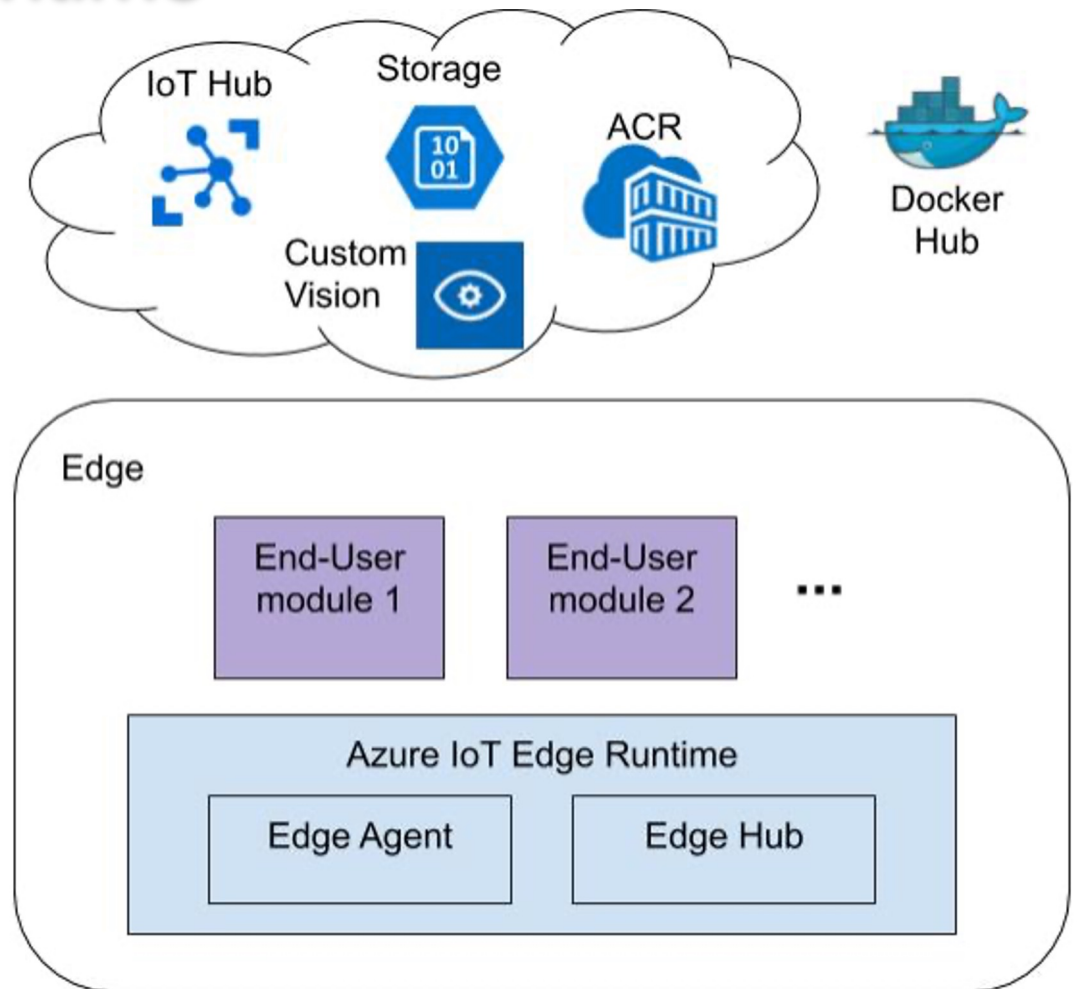 IoT Hub
Storage
ACR
10
01
Custom
Vision
Docker
Hub
Edge
End-User
module 1
End-User
module 2
...
Azure IoT Edge Runtime
Edge Agent
Edge Hub